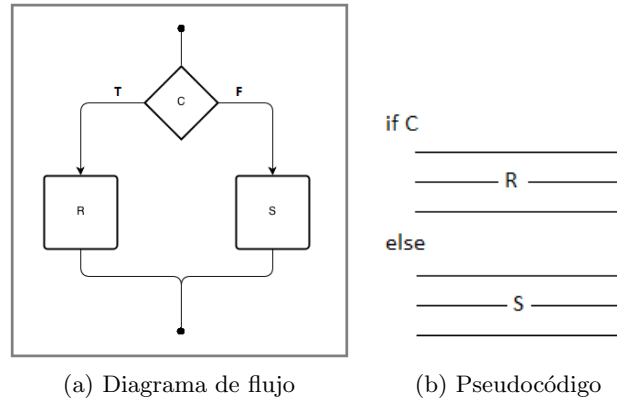 T
F
C
R
S
if C
R
else
S
(a) Diagrama de flujo
(b) Pseudocódigo